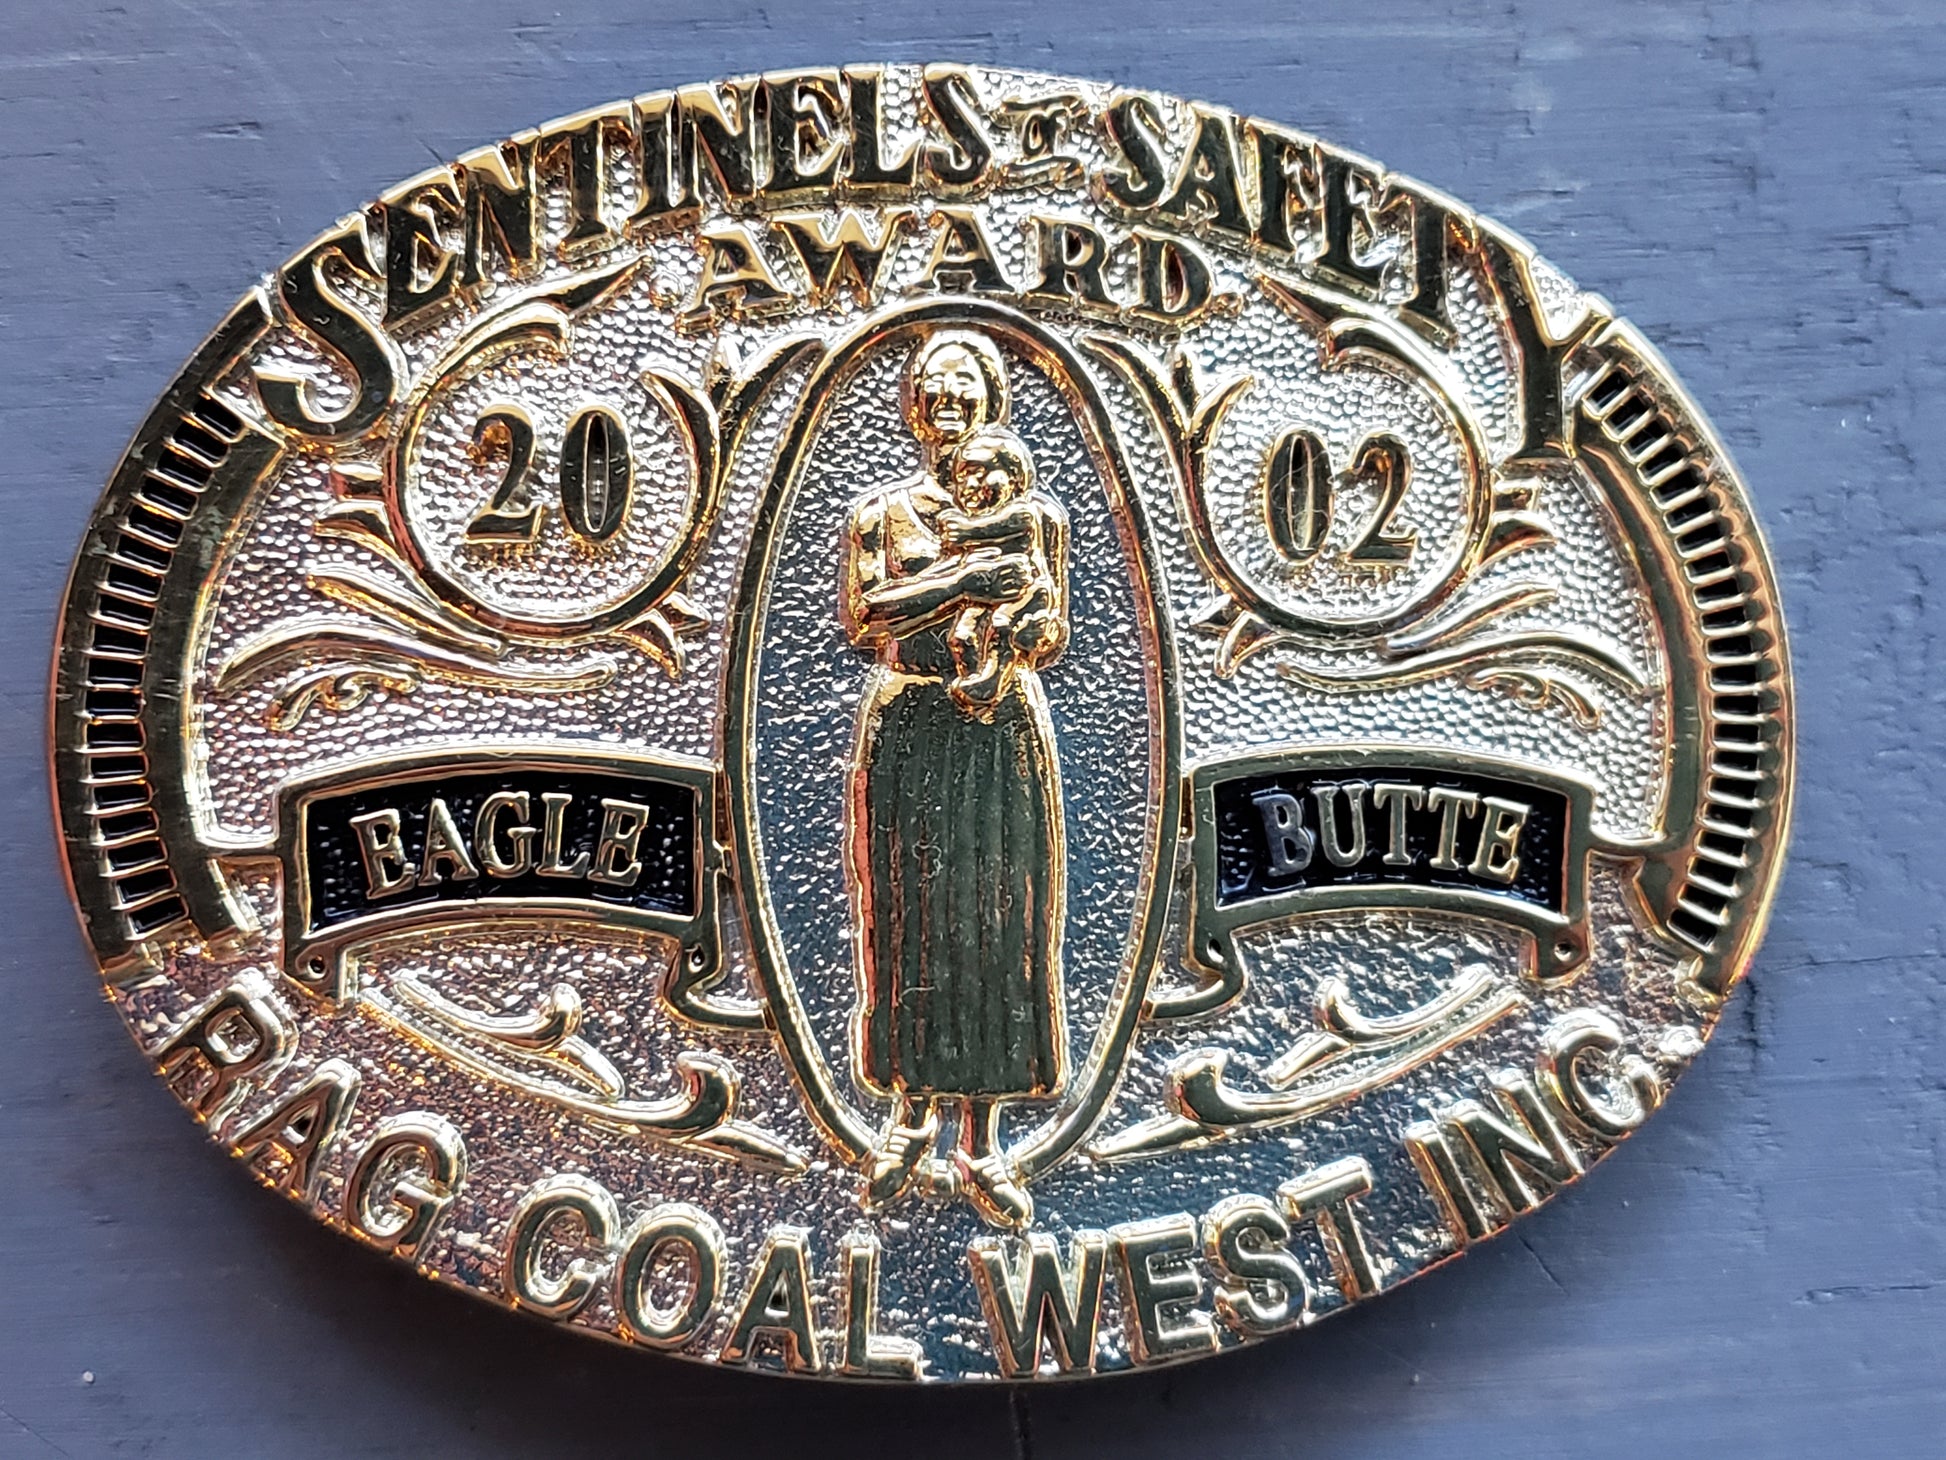 SENTINELS of SAFETY
AWARD
20 02
EAGLE BUTTE
RAG COAL WEST INC.